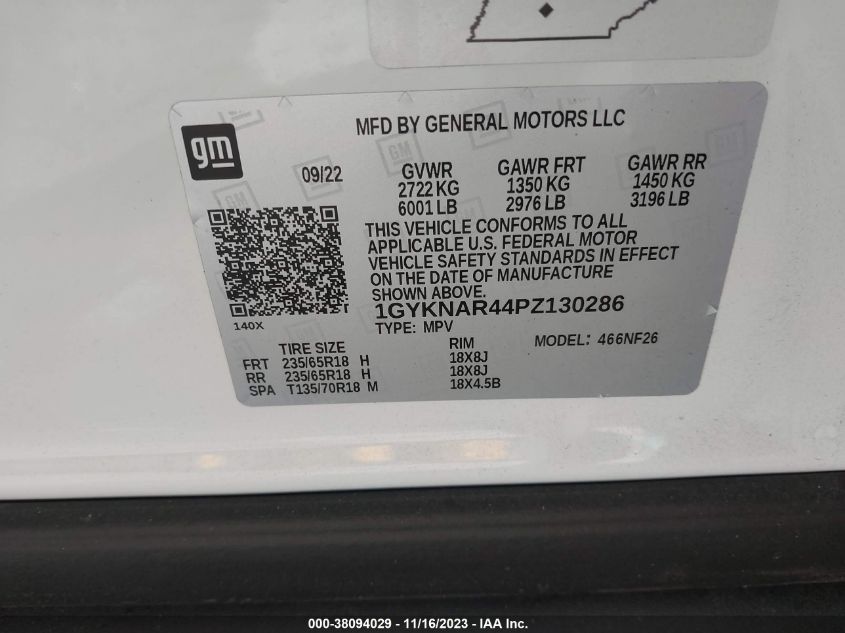 MFD BY GENERAL MOTORS LLC
gm
09/22
GVWR GAWR FRT GAWR RR
2722 KG 1350 KG 1450 KG
6001 LB 2976 LB 3196 LB
THIS VEHICLE CONFORMS TO ALL
APPLICABLE U.S. FEDERAL MOTOR
VEHICLE SAFETY STANDARDS IN EFFECT
ON THE DATE OF MANUFACTURE
SHOWN ABOVE.
1GYKNAR44PZ130286
140X
TYPE: MPV MODEL: 466NF26
TIRE SIZE RIM
FRT 235/65R18 H 18X8J
RR 235/65R18 H 18X8J
SPA T135/70R18 M 18X4.5B
000-38094029 - 11/16/2023 - IAA Inc.